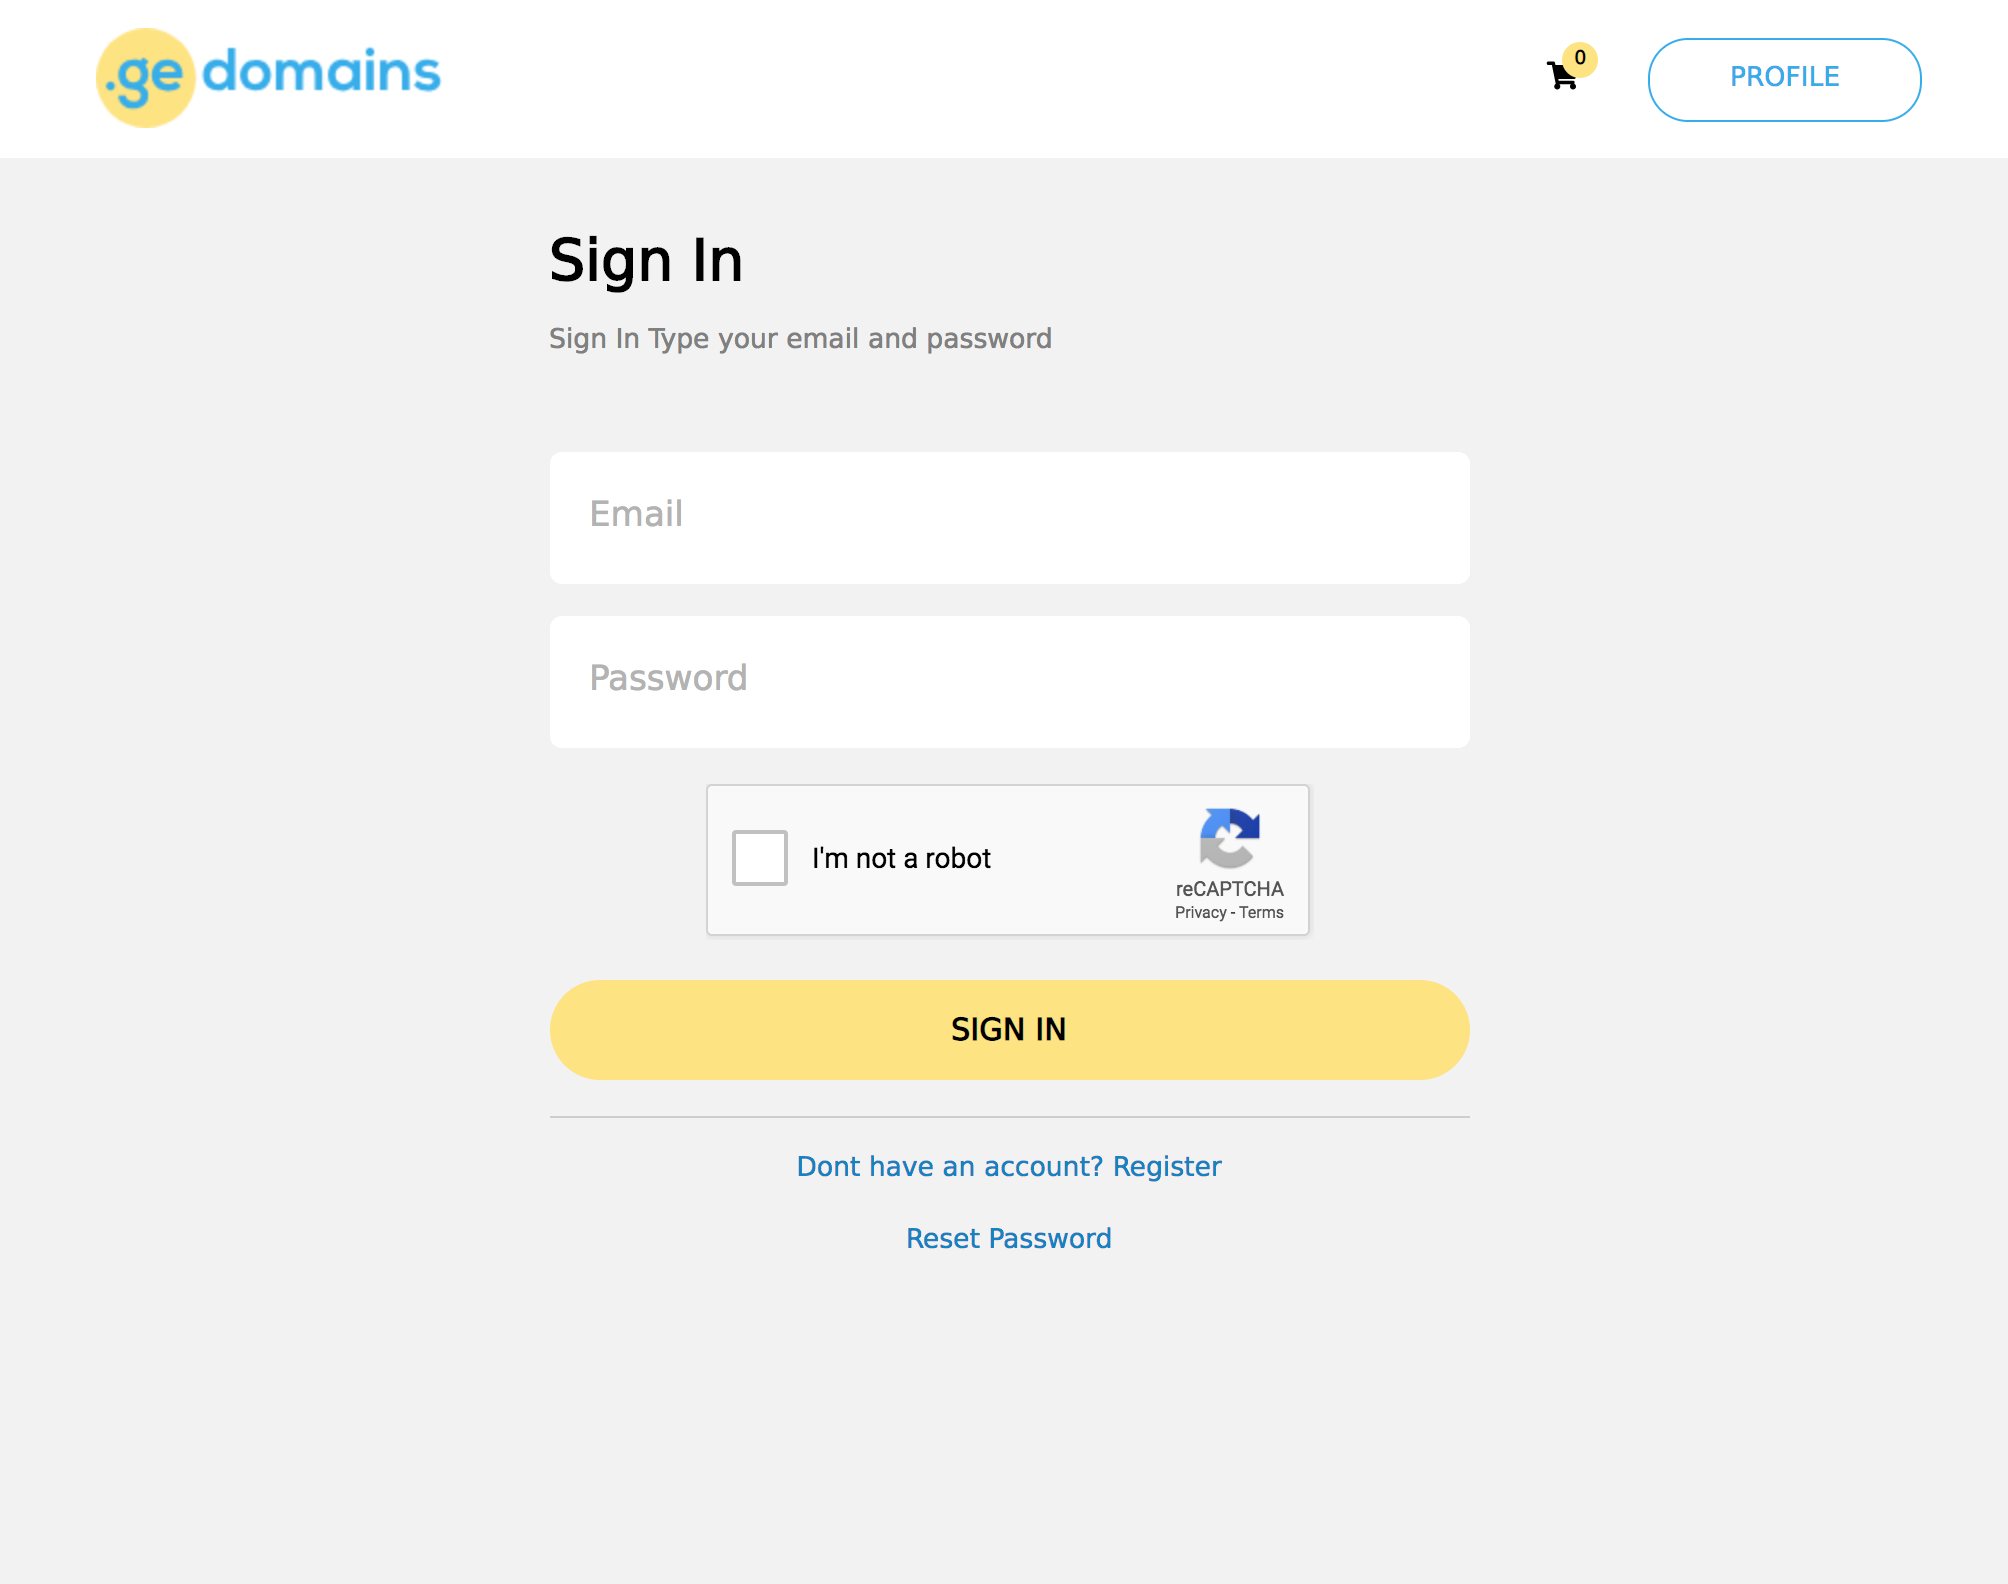 .ge domains
0
PROFILE
Sign In
Sign In Type your email and password
Email
Password
I'm not a robot
reCAPTCHA
Privacy - Terms
SIGN IN
Dont have an account? Register
Reset Password